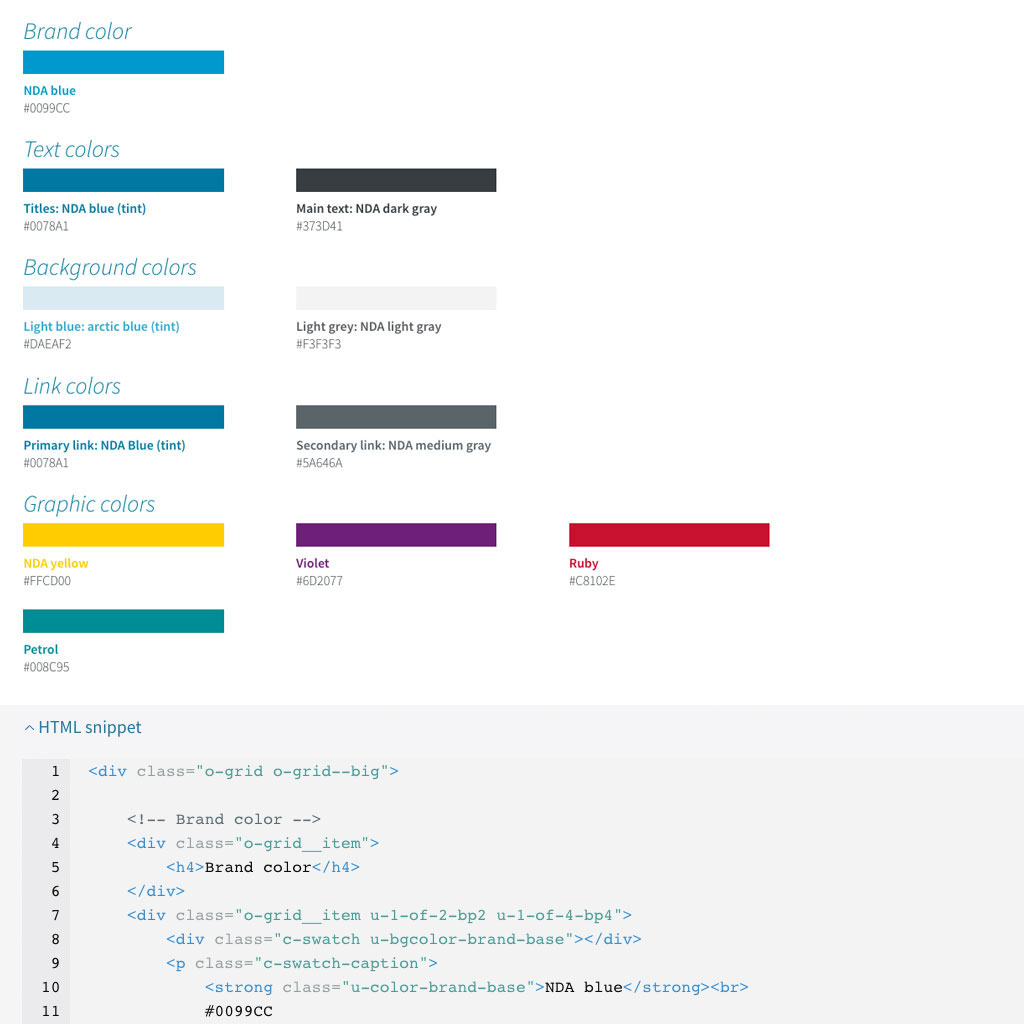 Brand color
NDA blue
#0099CC
Text colors
Titles: NDA blue (tint)
#0078A1
Main text: NDA dark gray
#373D41
Background colors
Light blue: arctic blue (tint)
#DAEAF2
Light grey: NDA light gray
#F3F3F3
Link colors
Primary link: NDA Blue (tint)
#0078A1
Secondary link: NDA medium gray
#5A646A
Graphic colors
NDA yellow
#FFCD00
Violet
#6D2077
Ruby
#C8102E
Petrol
#008C95
HTML snippet
1 <div class="o-grid o-grid--big">
2
3 <!-- Brand color -->
4 <div class="o-grid__item">
5 <h4>Brand color</h4>
6 </div>
7 <div class="o-grid__item u-1-of-2-bp2 u-1-of-4-bp4">
8 <div class="c-swatch u-bgcolor-brand-base"></div>
9 <p class="c-swatch-caption">
10 <strong class="u-color-brand-base">NDA blue</strong><br>
11 #0099CC